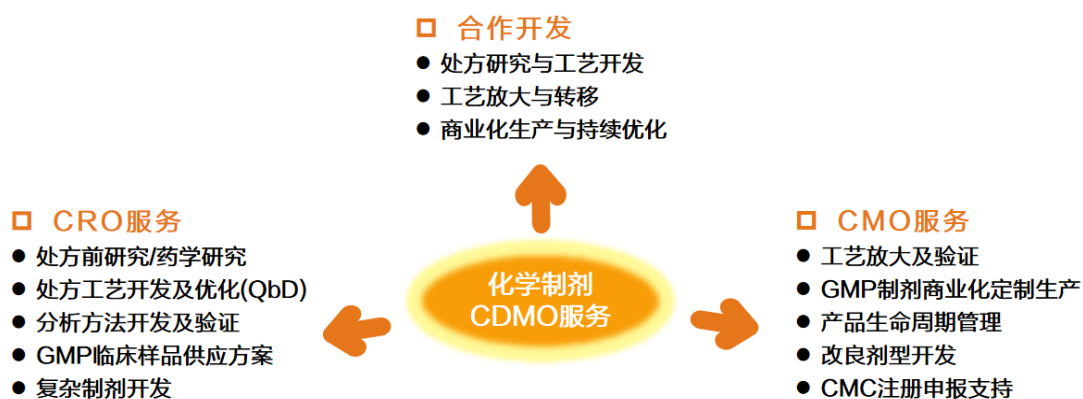 合作开发
处方研究与工艺开发
工艺放大与转移
商业化生产与持续优化
CRO服务
处方前研究/药学研究
处方工艺开发及优化(QbD)
分析方法开发及验证
GMP临床样品供应方案
复杂制剂开发
化学制剂
CDMO服务
CMO服务
工艺放大及验证
GMP制剂商业化定制生产
产品生命周期管理
改良剂型开发
CMC注册申报支持